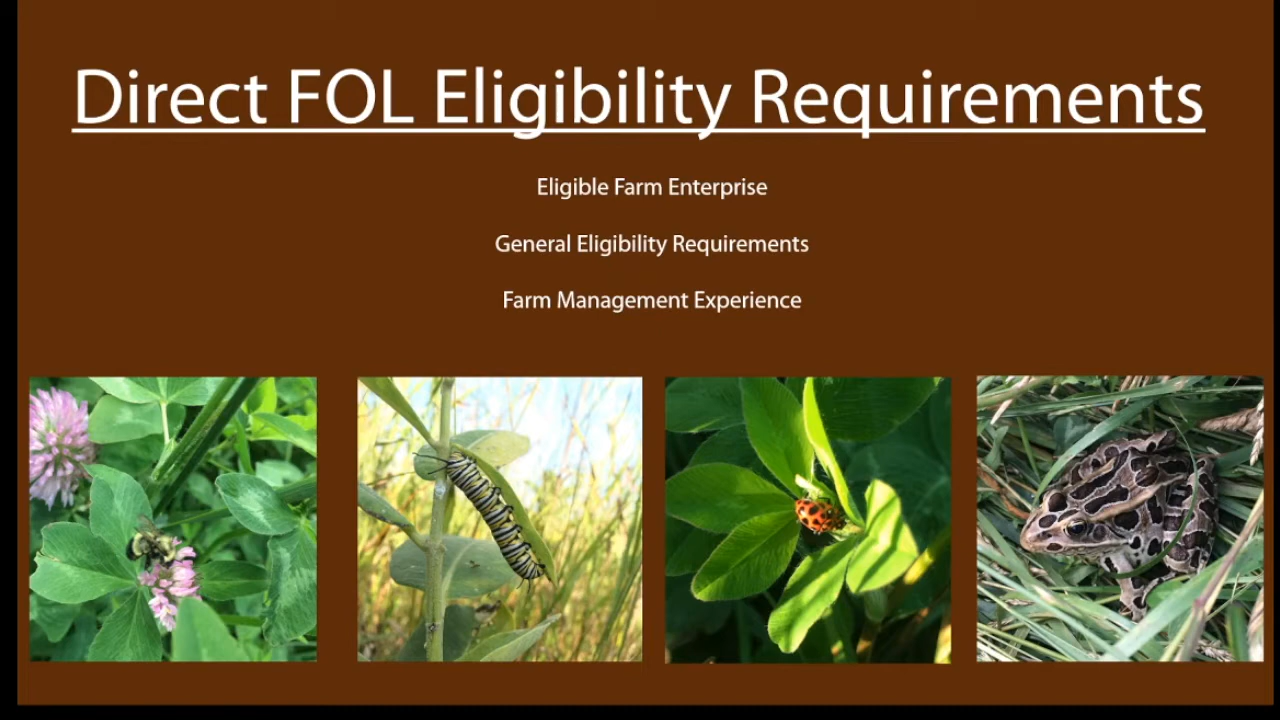 Direct FOL Eligibility Requirements
Eligible Farm Enterprise
General Eligibility Requirements
Farm Management Experience